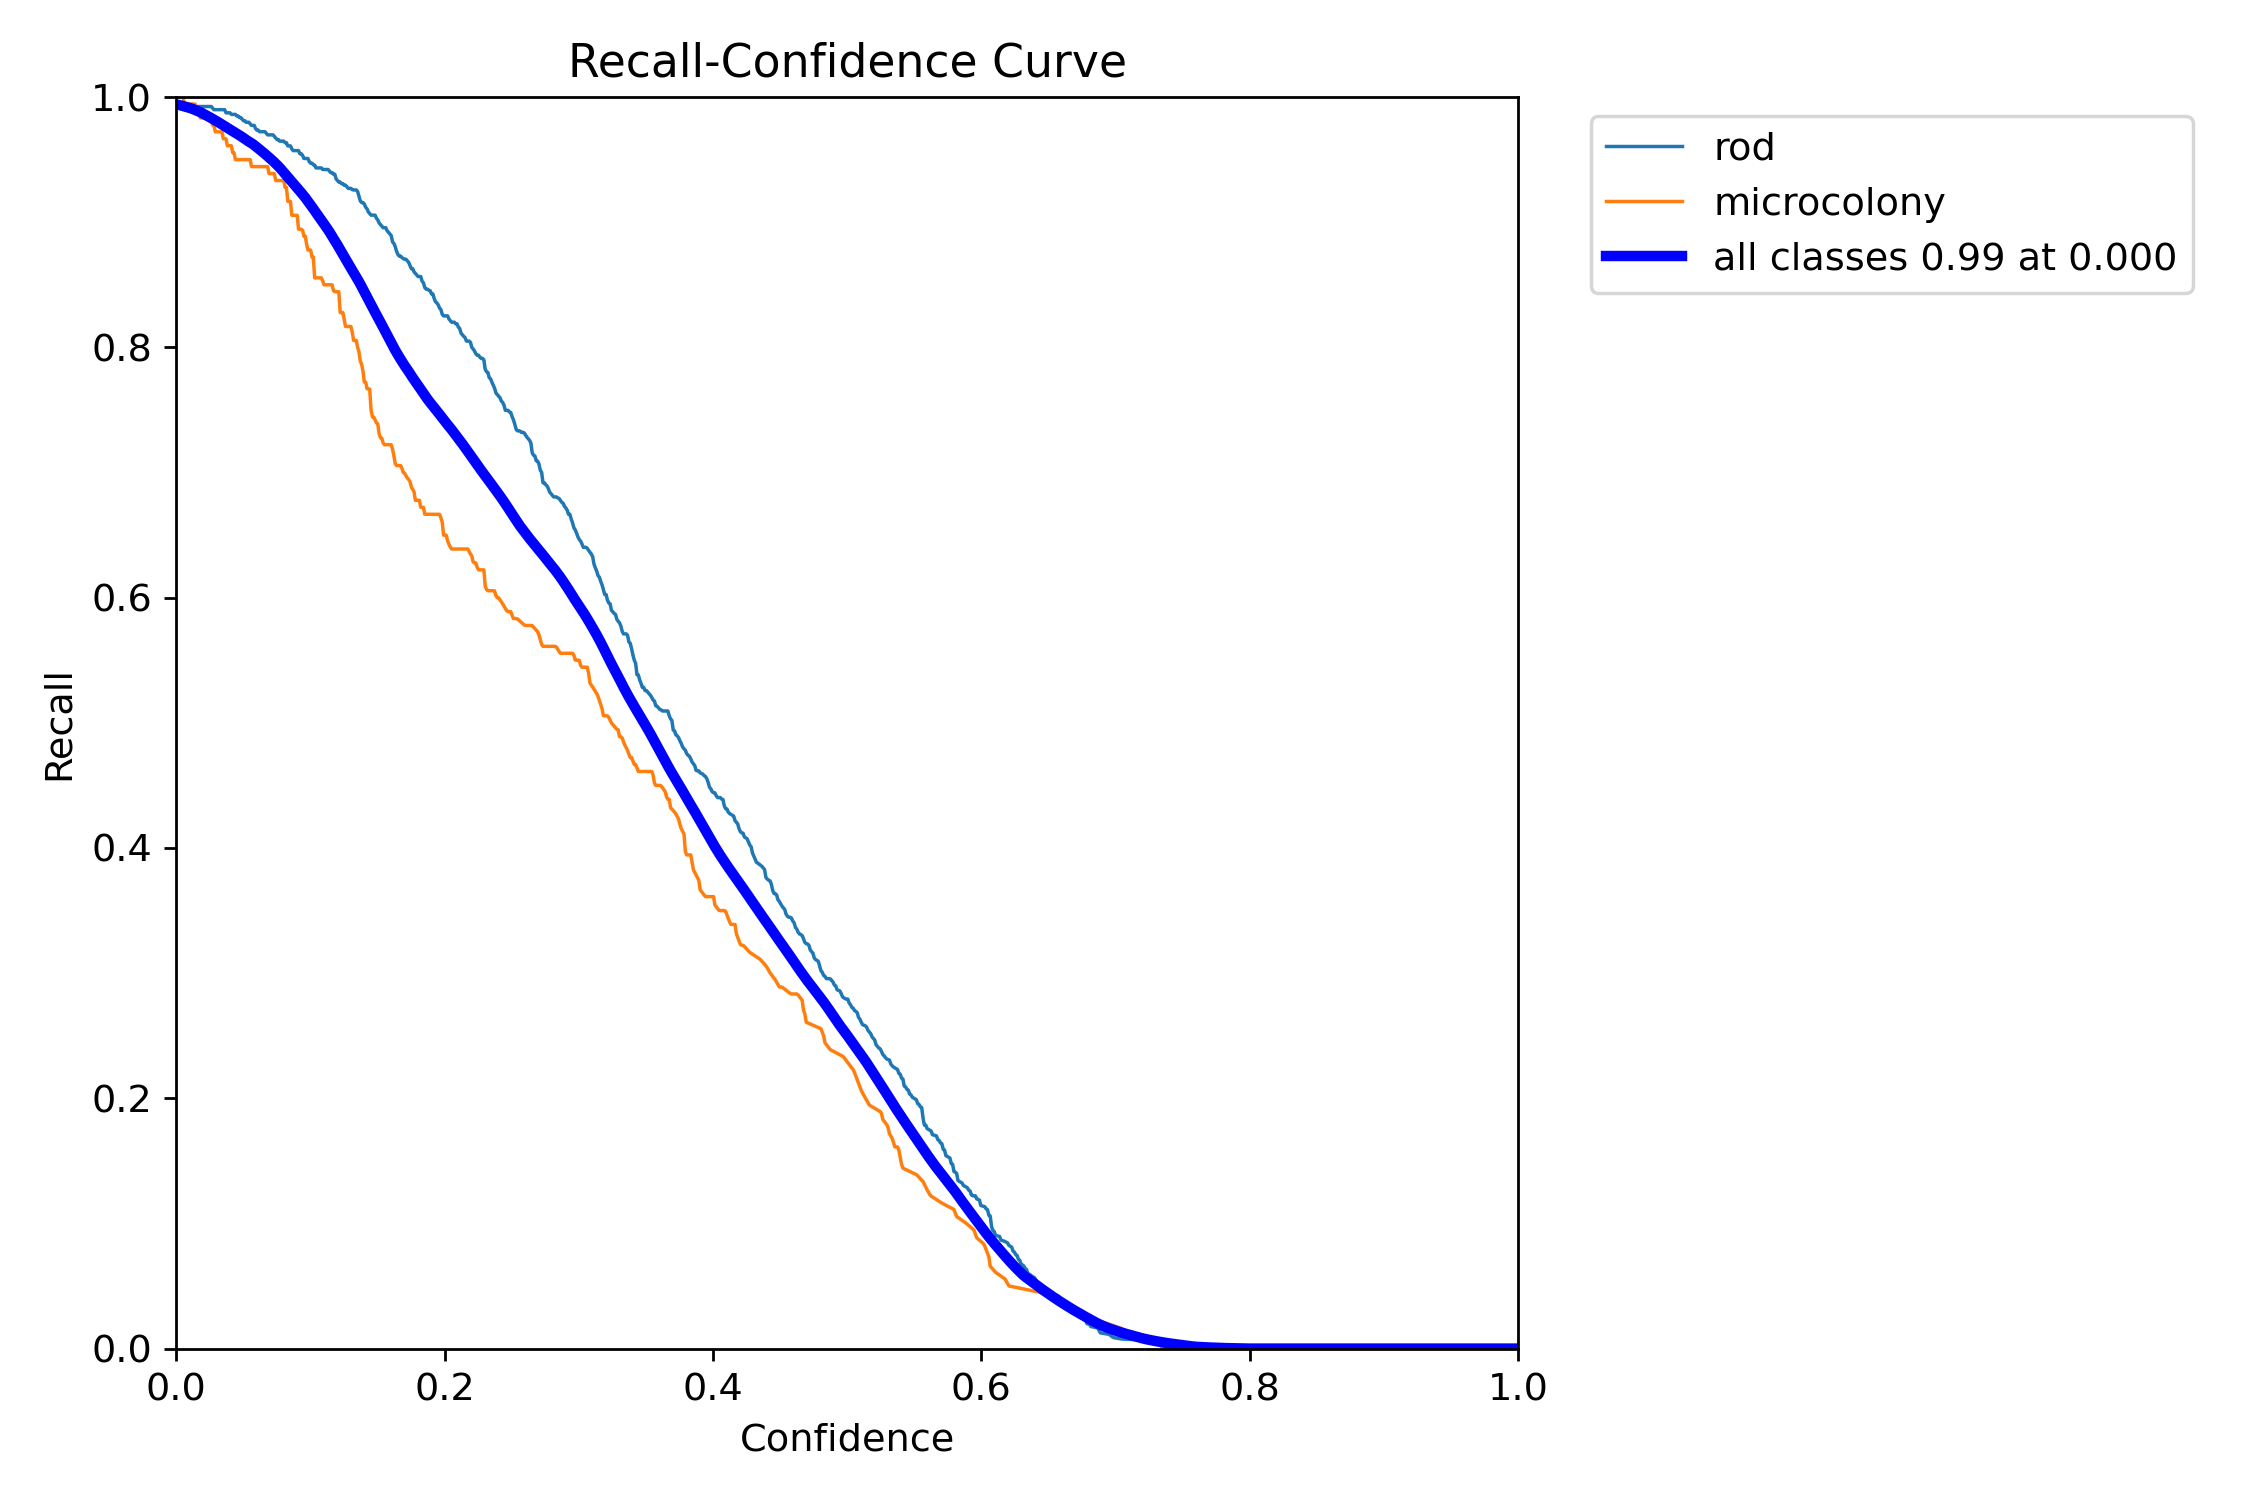 Recall-Confidence Curve
rod
microcolony
all classes 0.99 at 0.000
Recall
1.0
0.8
0.6
0.4
0.2
0.0
0.0 0.2 0.4 0.6 0.8 1.0
Confidence